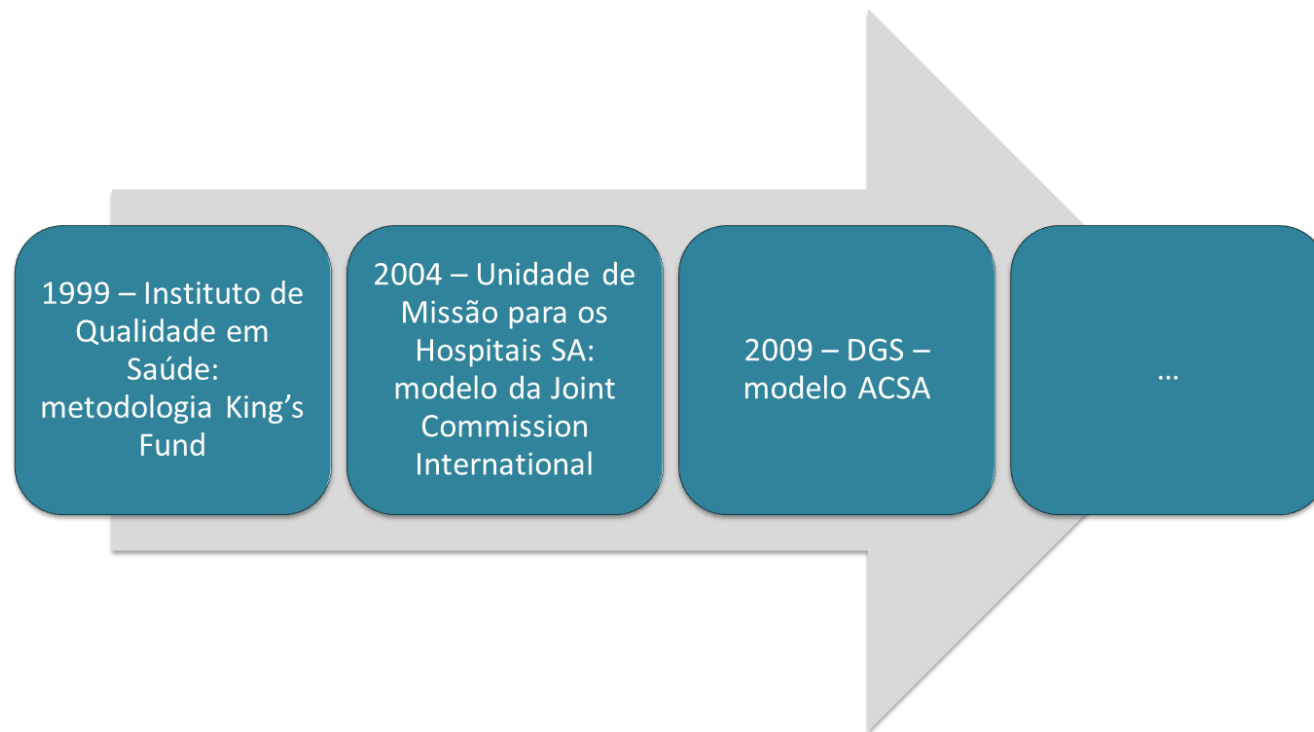 1999 – Instituto de
Qualidade em
Saúde:
metodologia King’s
Fund
2004 – Unidade de
Missão para os
Hospitais SA:
modelo da Joint
Commission
International
2009 – DGS –
modelo ACSA
...